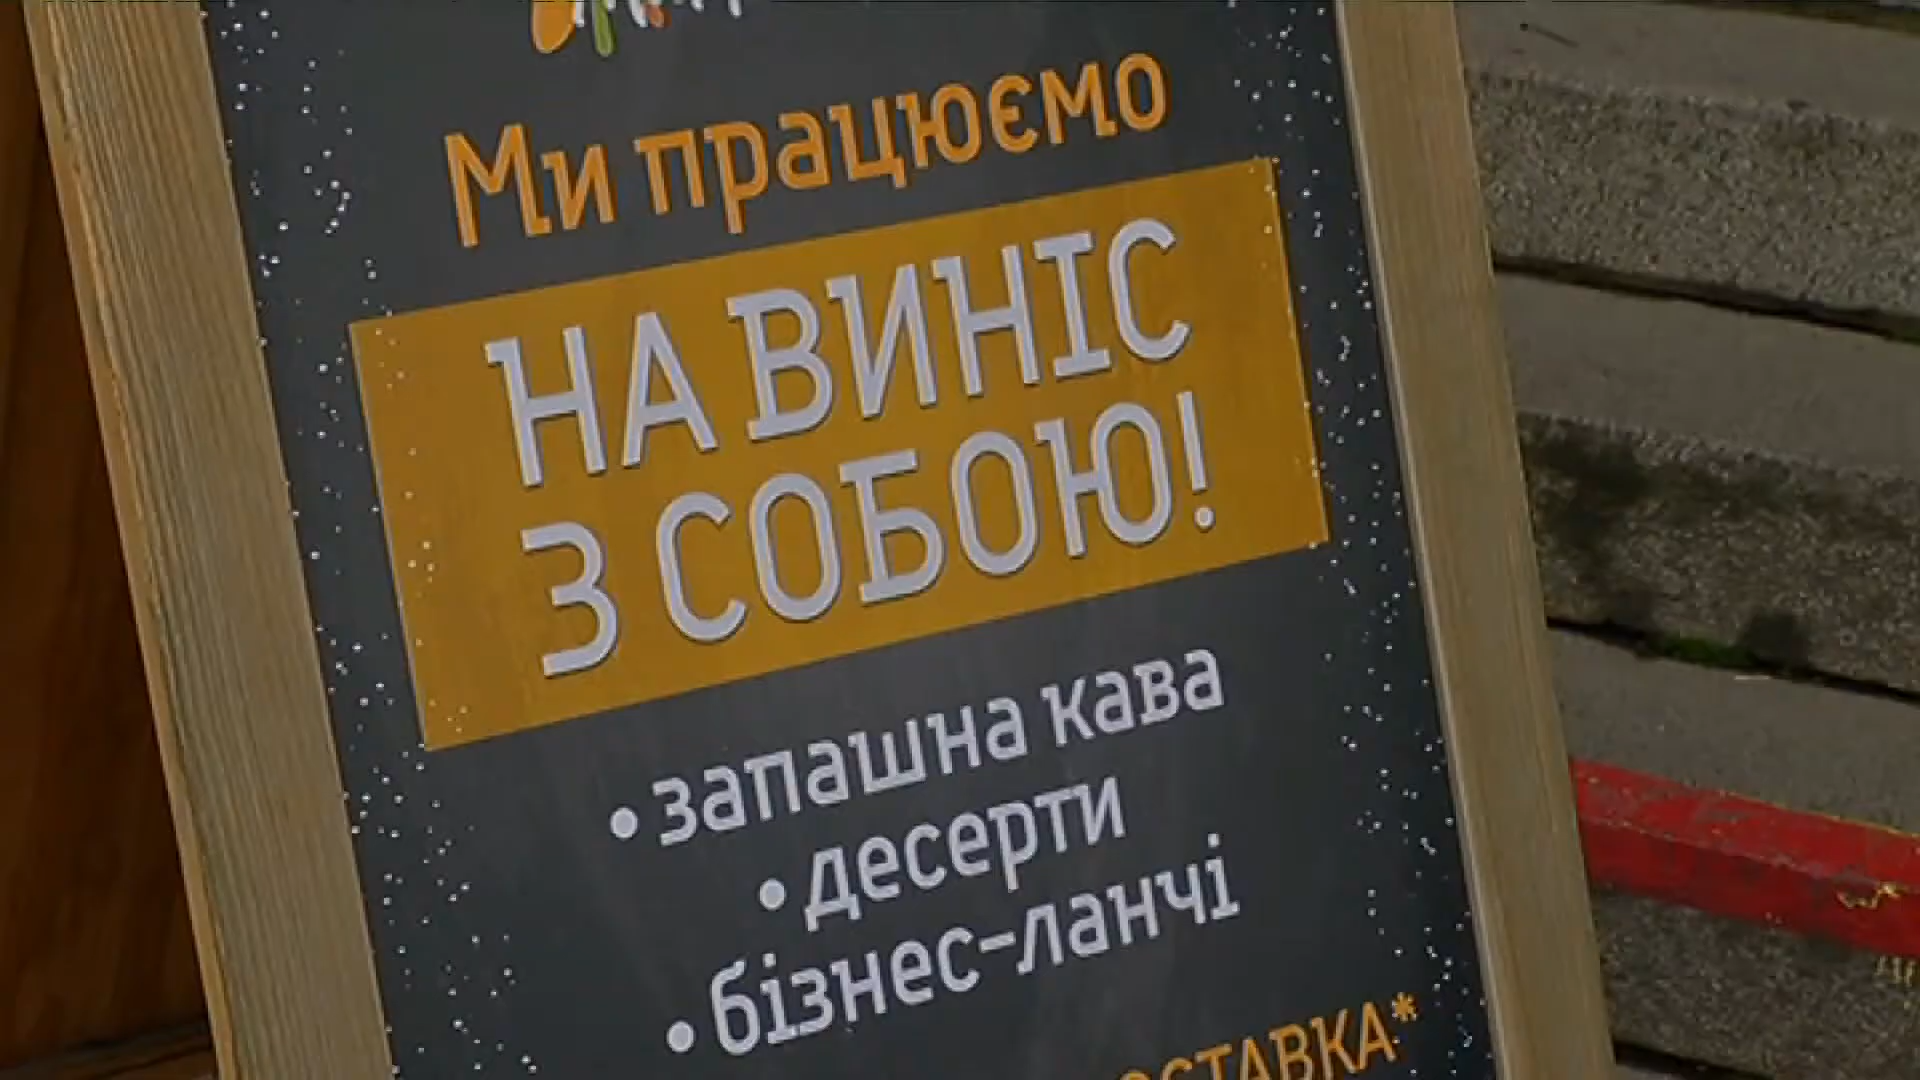 Ми працюємо
НА ВИНІС
З СОБОЮ!
• запашна кава
• десерти
• бізнес-ланчі